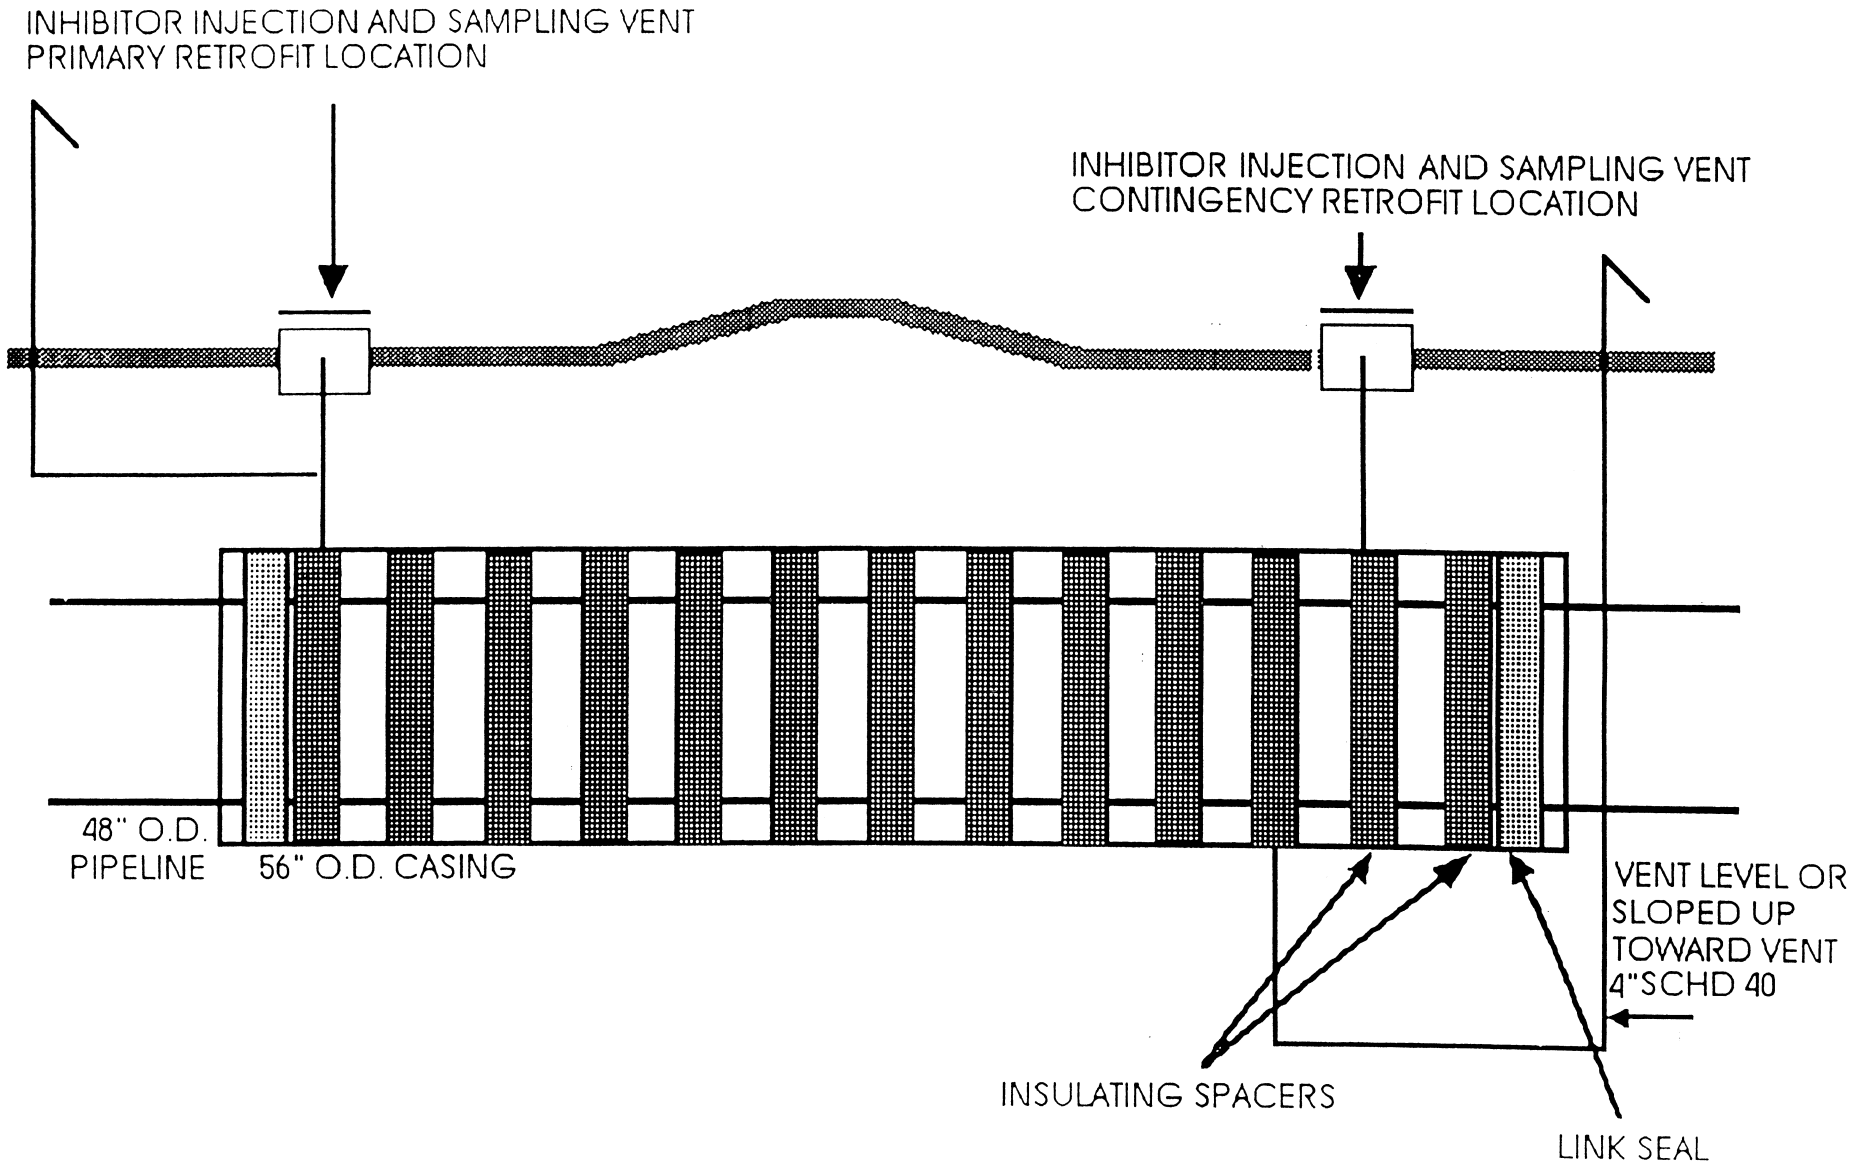 INHIBITOR INJECTION AND SAMPLING VENT
PRIMARY RETROFIT LOCATION
INHIBITOR INJECTION AND SAMPLING VENT
CONTINGENCY RETROFIT LOCATION
48" O.D.
PIPELINE
56" O.D. CASING
VENT LEVEL OR
SLOPED UP
TOWARD VENT
4"SCHD 40
INSULATING SPACERS
LINK SEAL